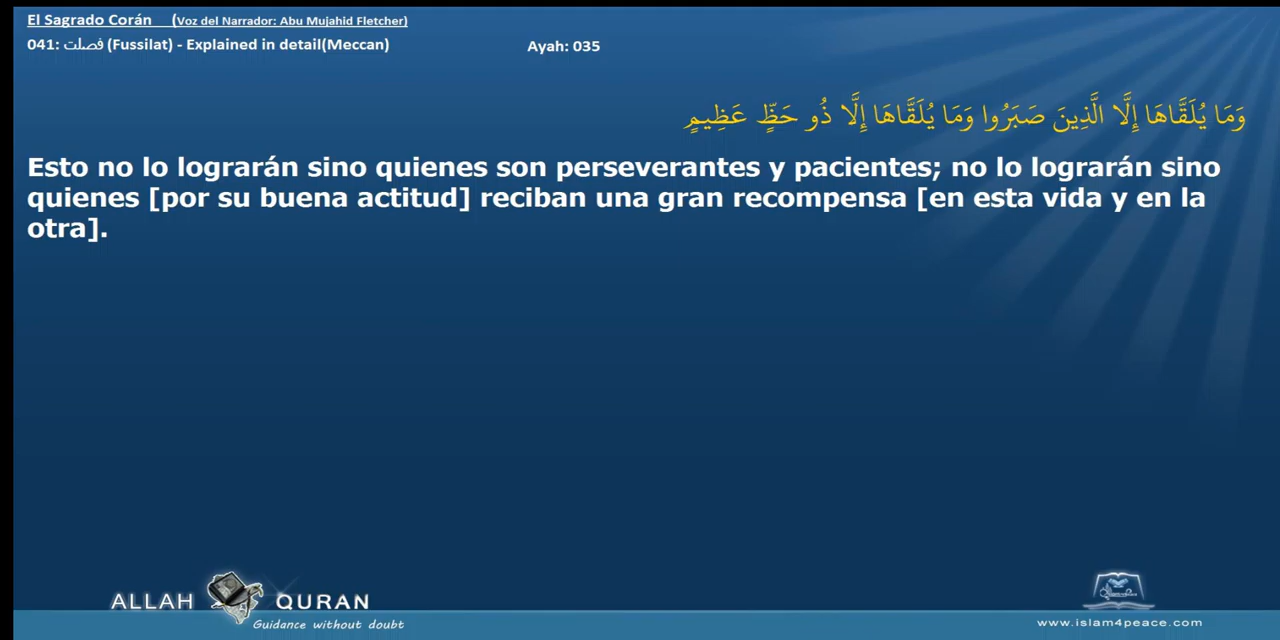 El Sagrado Corán (Voz del Narrador: Abu Mujahid Fletcher)
041: فصلت (Fussilat) - Explained in detail(Meccan) Ayah: 035
وَمَا يُلَقَّاهَا إِلَّا الَّذِينَ صَبَرُوا وَمَا يُلَقَّاهَا إِلَّا ذُو حَظٍّ عَظِيمٍ
Esto no lo lograrán sino quienes son perseverantes y pacientes; no lo lograrán sino
quienes [por su buena actitud] reciban una gran recompensa [en esta vida y en la
otra].
ALLAH QURAN
Guidance without doubt
www.islam4peace.com